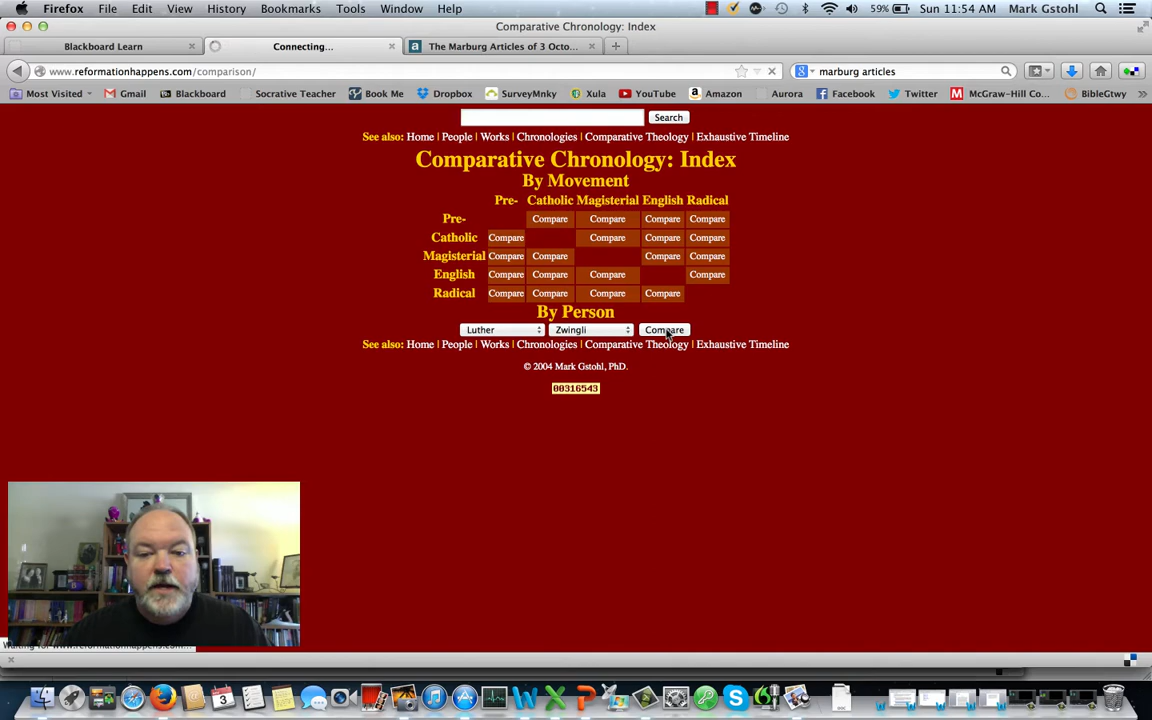 Firefox File Edit View History Bookmarks Tools Window Help 59% Sun 11:54 AM Mark Gstohl
Comparative Chronology: Index
Blackboard Learn Connecting... The Marburg Articles of 3 Octo...
www.reformationhappens.com/comparison/ marburg articles
Most Visited Gmail Blackboard Socrative Teacher Book Me Dropbox SurveyMnky Xula YouTube Amazon Aurora Facebook Twitter McGraw-Hill Co... BibleGtwy
Search
See also: Home | People | Works | Chronologies | Comparative Theology | Exhaustive Timeline
Comparative Chronology: Index
By Movement
Pre- Catholic Magisterial English Radical
Pre- Compare Compare Compare Compare
Catholic Compare Compare Compare Compare
Magisterial Compare Compare Compare Compare
English Compare Compare Compare Compare
Radical Compare Compare Compare Compare
By Person
Luther Zwingli Compare
See also: Home | People | Works | Chronologies | Comparative Theology | Exhaustive Timeline
© 2004 Mark Gstohl, PhD.
00316543